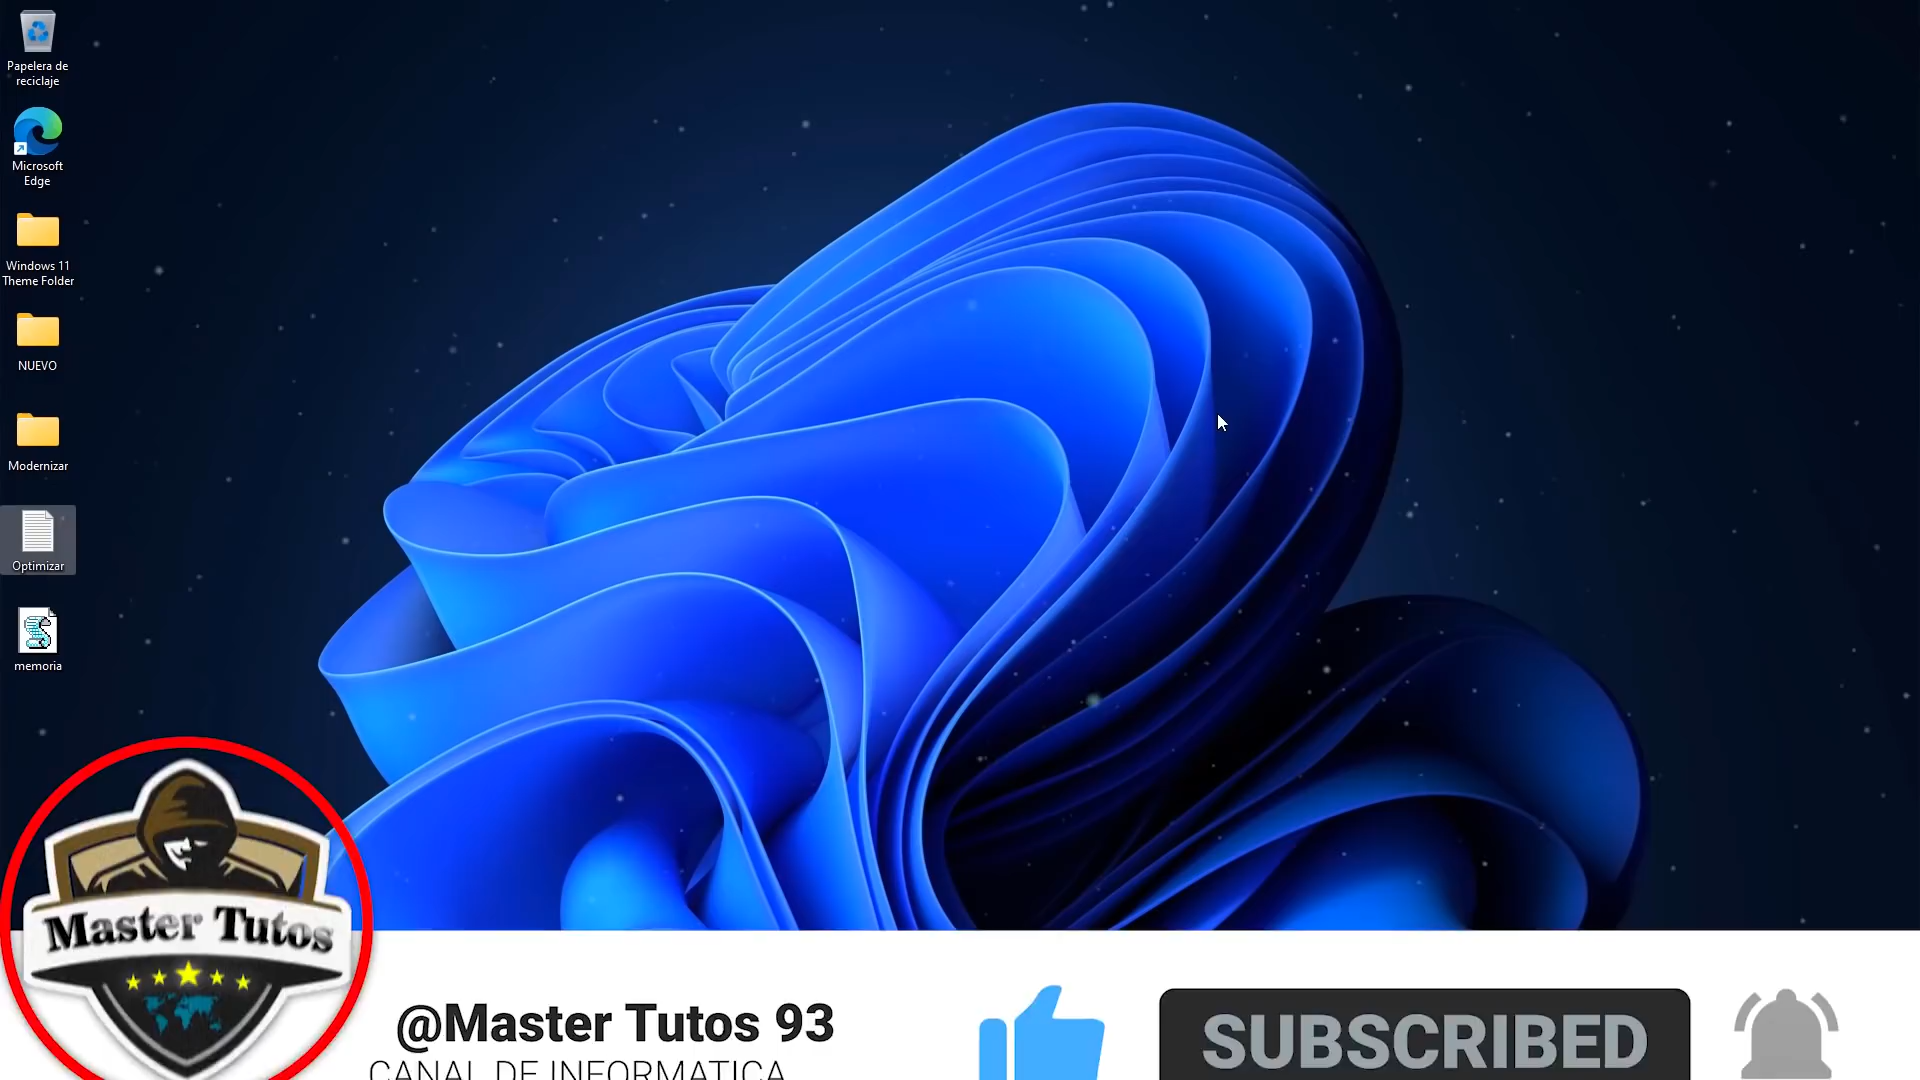 Papelera de
reciclaje
Microsoft
Edge
Windows 11
Theme Folder
NUEVO
Modernizar
Optimizar
memoria
Master Tutos
@Master Tutos 93
CANAL DE INFORMATICA
SUBSCRIBED